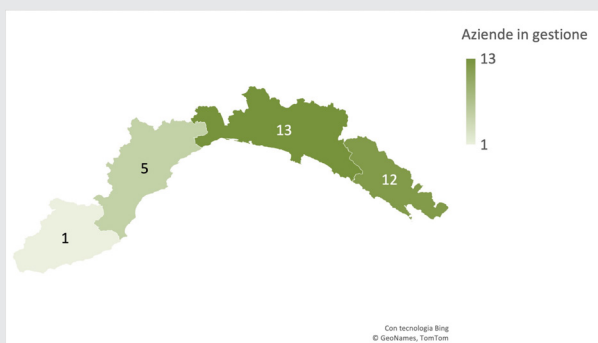 Aziende in gestione
13
1
13
12
5
1
Con tecnologia Bing
© GeoNames, TomTom